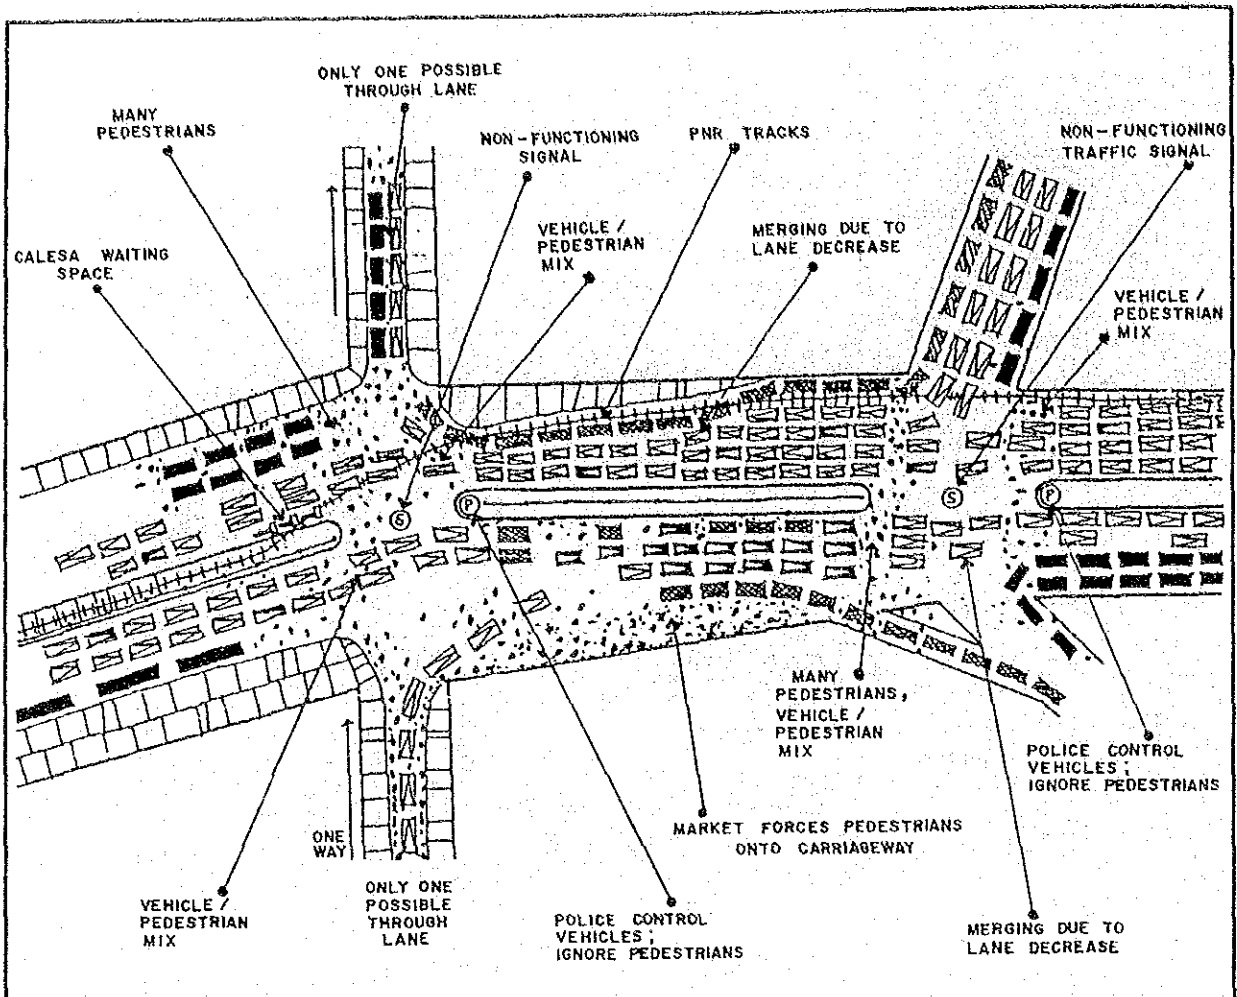 ONLY ONE POSSIBLE
THROUGH LANE
MANY
PEDESTRIANS
NON-FUNCTIONING
SIGNAL
PNR TRACKS
NON-FUNCTIONING
TRAFFIC SIGNAL
CALESA WAITING
SPACE
VEHICLE /
PEDESTRIAN
MIX
MERGING DUE TO
LANE DECREASE
VEHICLE /
PEDESTRIAN
MIX
S
P
S
P
ONE
WAY
MANY
PEDESTRIANS,
VEHICLE /
PEDESTRIAN
MIX
POLICE CONTROL
VEHICLES;
IGNORE PEDESTRIANS
MARKET FORCES PEDESTRIANS
ONTO CARRIAGEWAY
VEHICLE /
PEDESTRIAN
MIX
ONLY ONE
POSSIBLE
THROUGH
LANE
POLICE CONTROL
VEHICLES;
IGNORE PEDESTRIANS
MERGING DUE TO
LANE DECREASE